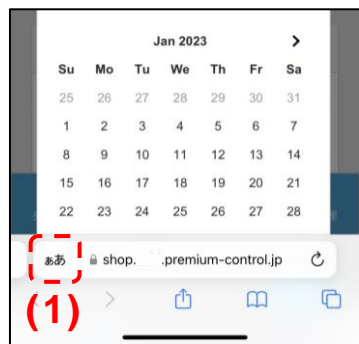 Jan 2023
Su Mo Tu We Th Fr Sa
25 26 27 28 29 30 31
1 2 3 4 5 6 7
8 9 10 11 12 13 14
15 16 17 18 19 20 21
22 23 24 25 26 27 28
ぁあ shop. .premium-control.jp
(1)